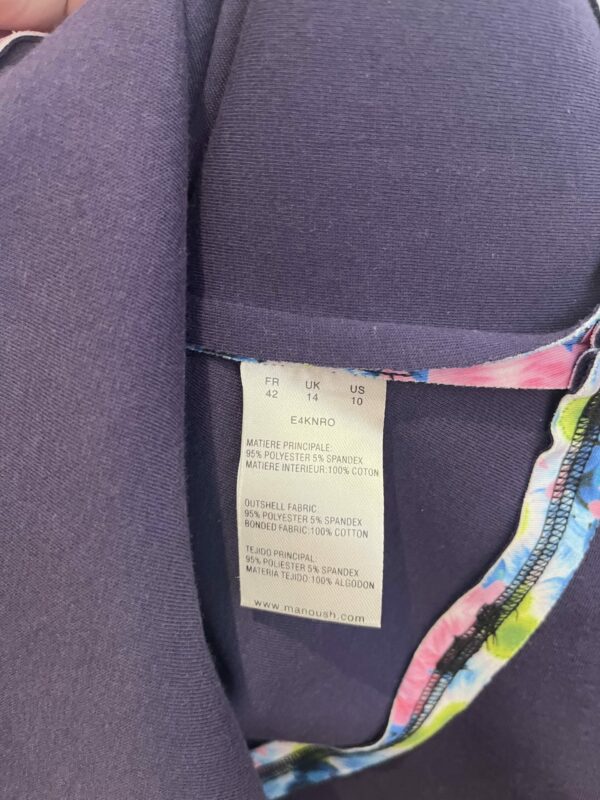 FR UK US
42 14 10
E4KNRO
MATIERE PRINCIPALE:
95% POLYESTER 5% SPANDEX
MATIERE INTERIEUR:100% COTON
OUTSHELL FABRIC
95% POLYESTER 5% SPANDEX
BONDED FABRIC:100% COTTON
TEJIDO PRINCIPAL
95% POLIESTER 5% SPANDEX
MATERIA TEJIDO:100% ALGODON
www.manoush.com